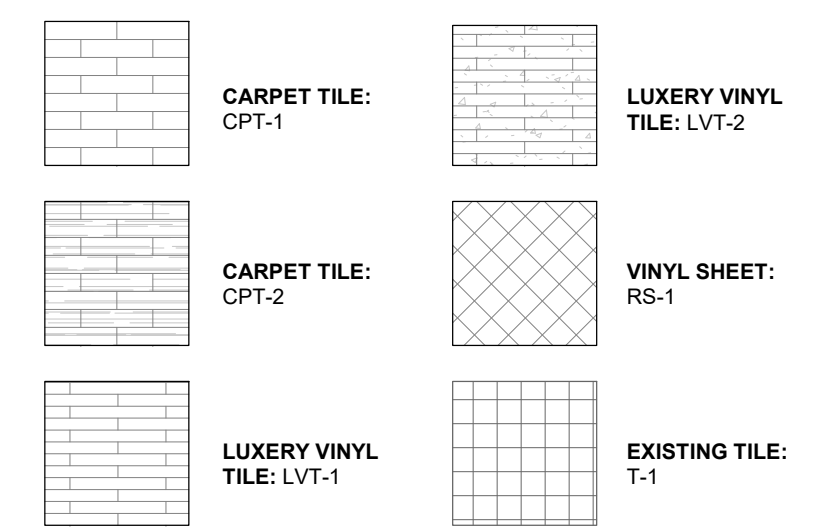 CARPET TILE:
CPT-1
LUXERY VINYL
TILE: LVT-2
CARPET TILE:
CPT-2
VINYL SHEET:
RS-1
LUXERY VINYL
TILE: LVT-1
EXISTING TILE:
T-1